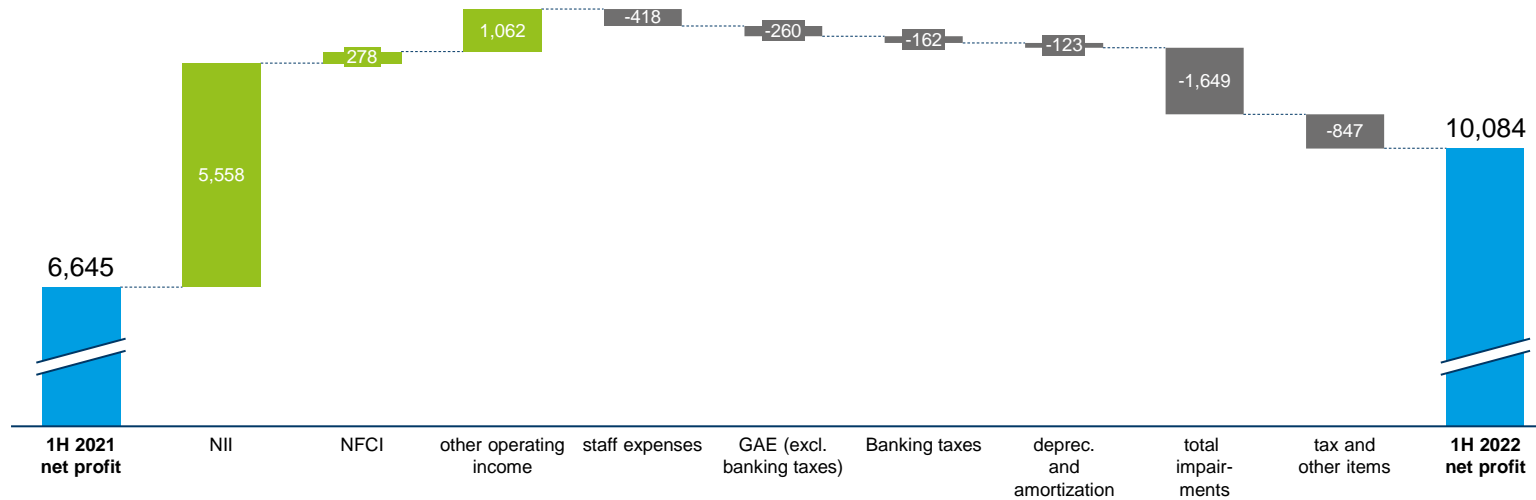 1,062
-418
-260
-162
-123
278
-1,649
-847
10,084
5,558
6,645
1H 2021
net profit
NII
NFCI
other operating
income
staff expenses
GAE (excl.
banking taxes)
Banking taxes
deprec.
and
amortization
total
impair-
ments
tax and
other items
1H 2022
net profit